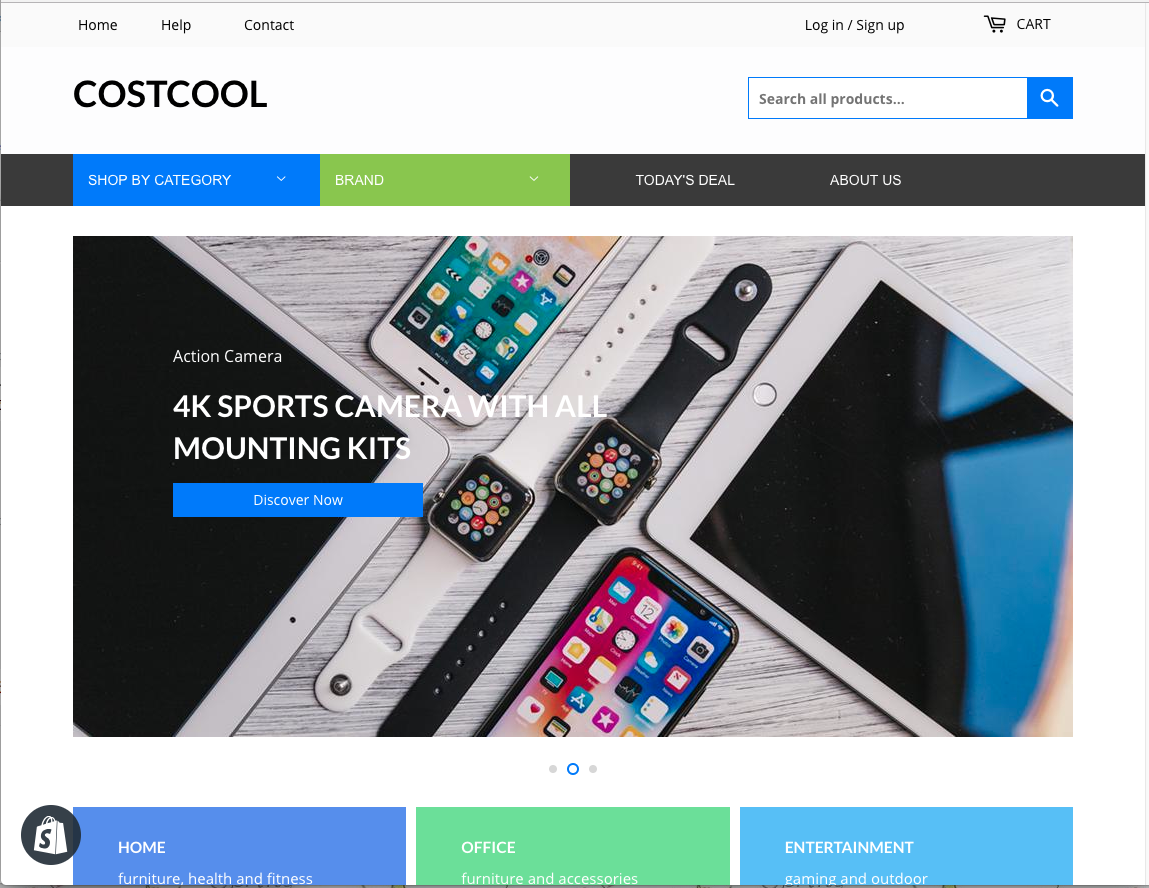 Home Help Contact Log in / Sign up CART
COSTCOOL
Search all products...
SHOP BY CATEGORY BRAND TODAY'S DEAL ABOUT US
Action Camera
4K SPORTS CAMERA WITH ALL
MOUNTING KITS
Discover Now
HOME OFFICE ENTERTAINMENT
furniture, health and fitness furniture and accessories gaming and outdoor